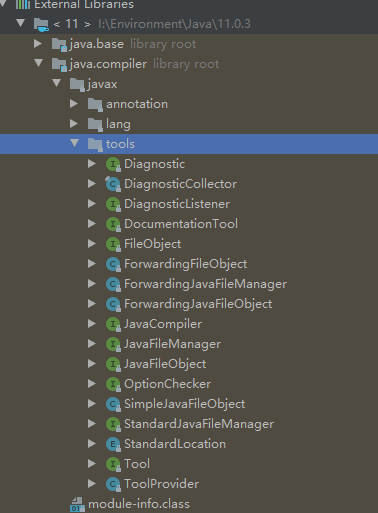 External Libraries
< 11 > I:\Environment\Java\11.0.3
java.base library root
java.compiler library root
javax
annotation
lang
tools
Diagnostic
DiagnosticCollector
DiagnosticListener
DocumentationTool
FileObject
ForwardingFileObject
ForwardingJavaFileManager
ForwardingJavaFileObject
JavaCompiler
JavaFileManager
JavaFileObject
OptionChecker
SimpleJavaFileObject
StandardJavaFileManager
StandardLocation
Tool
ToolProvider
module-info.class